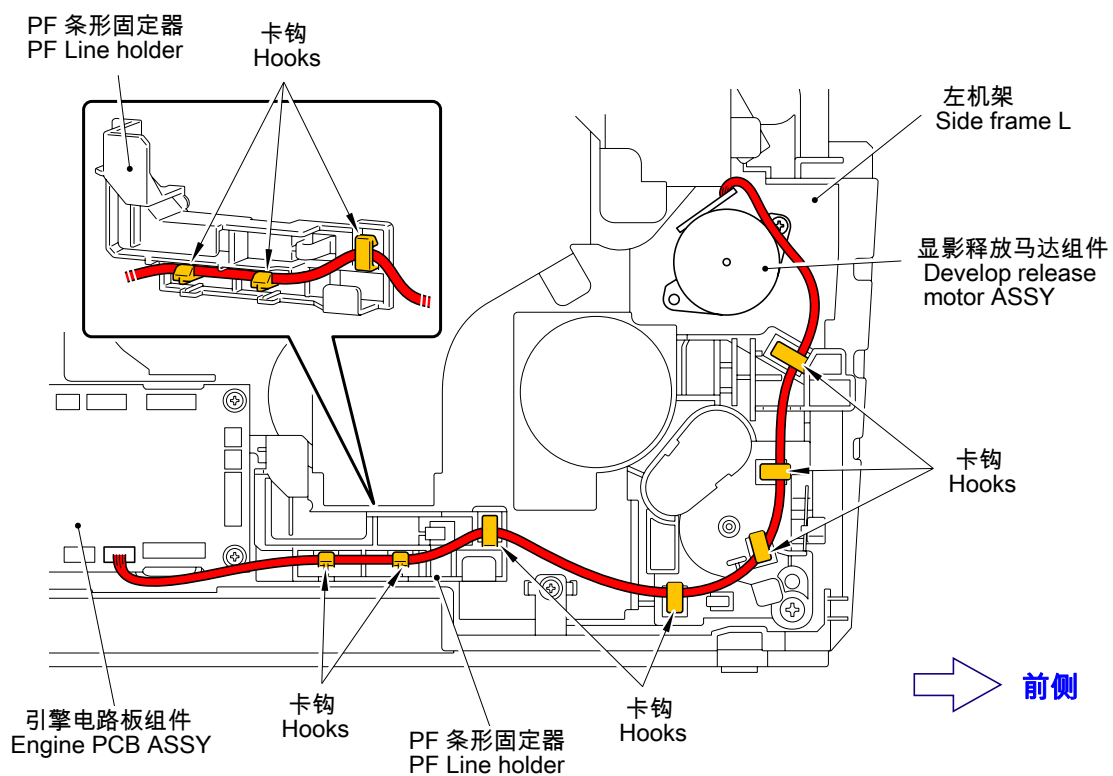 PF 条形固定器
PF Line holder
卡钩
Hooks
左机架
Side frame L
显影释放马达组件
Develop release
motor ASSY
卡钩
Hooks
卡钩
Hooks
卡钩
Hooks
前侧
引擎电路板组件
Engine PCB ASSY
PF 条形固定器
PF Line holder